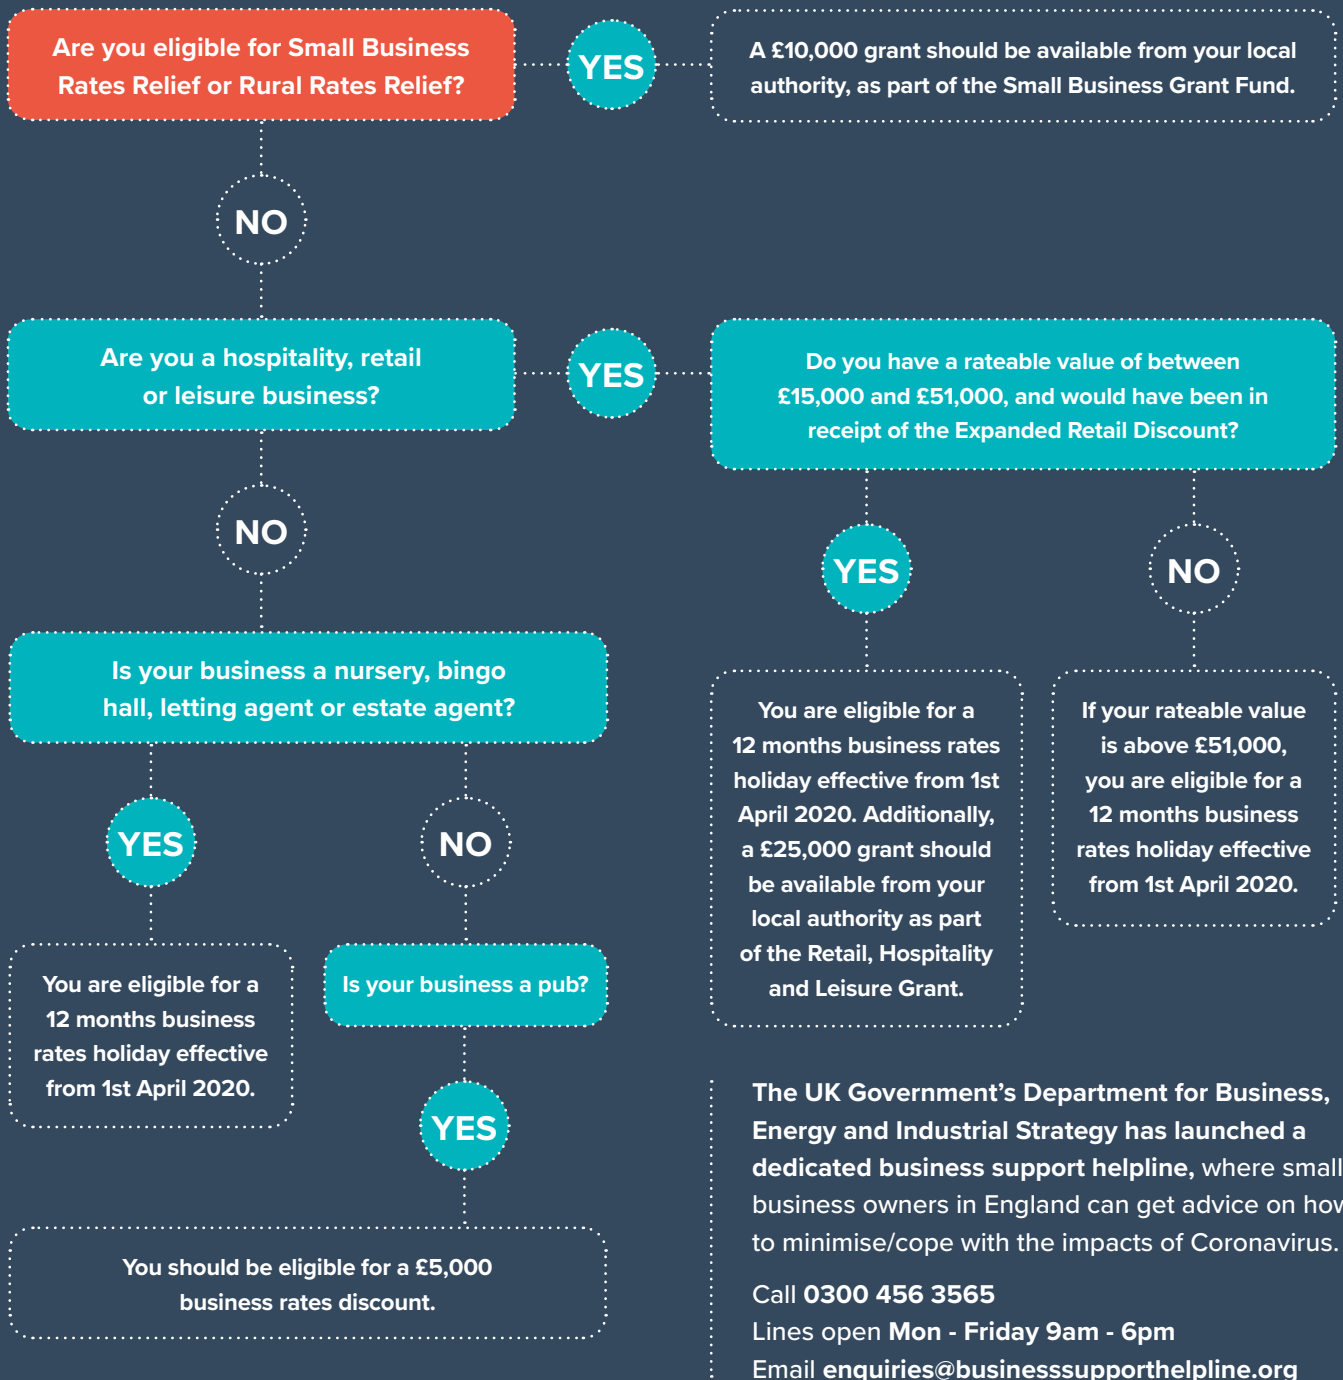 Are you eligible for Small Business
Rates Relief or Rural Rates Relief?
YES
A £10,000 grant should be available from your local
authority, as part of the Small Business Grant Fund.
NO
Are you a hospitality, retail
or leisure business?
YES
Do you have a rateable value of between
£15,000 and £51,000, and would have been in
receipt of the Expanded Retail Discount?
NO
YES
NO
Is your business a nursery, bingo
hall, letting agent or estate agent?
You are eligible for a
12 months business rates
holiday effective from 1st
April 2020. Additionally,
a £25,000 grant should
be available from your
local authority as part
of the Retail, Hospitality
and Leisure Grant.
If your rateable value
is above £51,000,
you are eligible for a
12 months business
rates holiday effective
from 1st April 2020.
YES
NO
You are eligible for a
12 months business
rates holiday effective
from 1st April 2020.
Is your business a pub?
YES
You should be eligible for a £5,000
business rates discount.
The UK Government's Department for Business,
Energy and Industrial Strategy has launched a
dedicated business support helpline, where small
business owners in England can get advice on how
to minimise/cope with the impacts of Coronavirus.
Call 0300 456 3565
Lines open Mon - Friday 9am - 6pm
Email enquiries@businesssupporthelpline.org